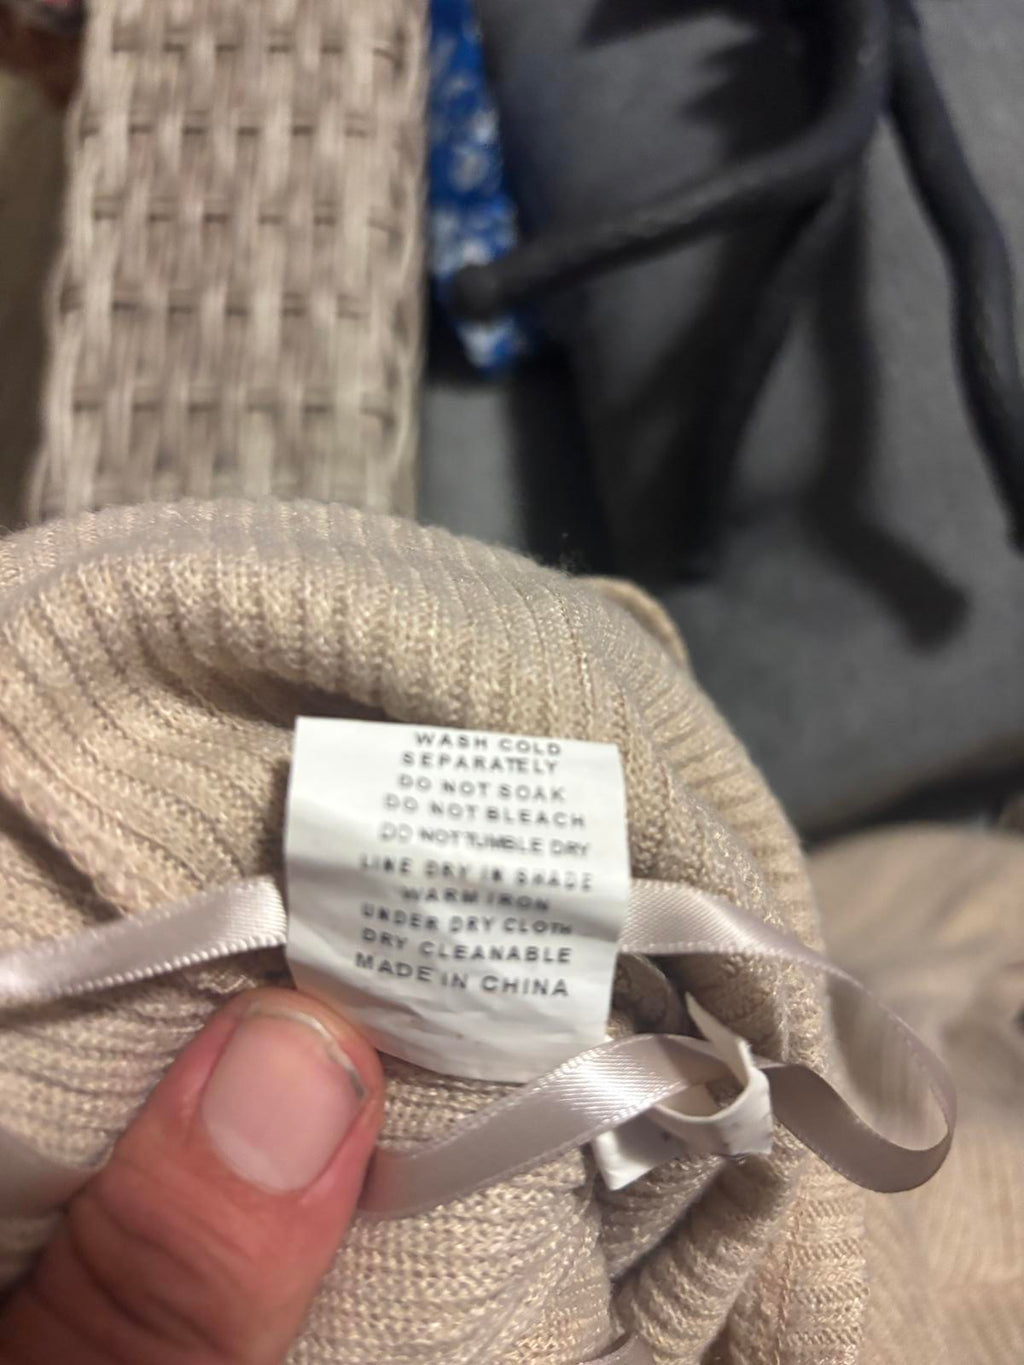 WASH COLD
SEPARATELY
DO NOT SOAK
DO NOT BLEACH
DO NOT TUMBLE DRY
LINE DRY IN SHADE
WARM IRON
UNDER DRY CLOTH
DRY CLEANABLE
MADE IN CHINA